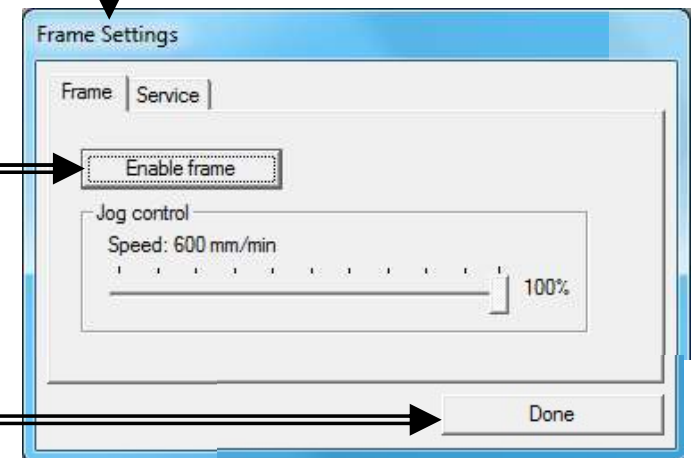 Frame Settings
Frame Service
Enable frame
Jog control
Speed: 600 mm/min
100%
Done